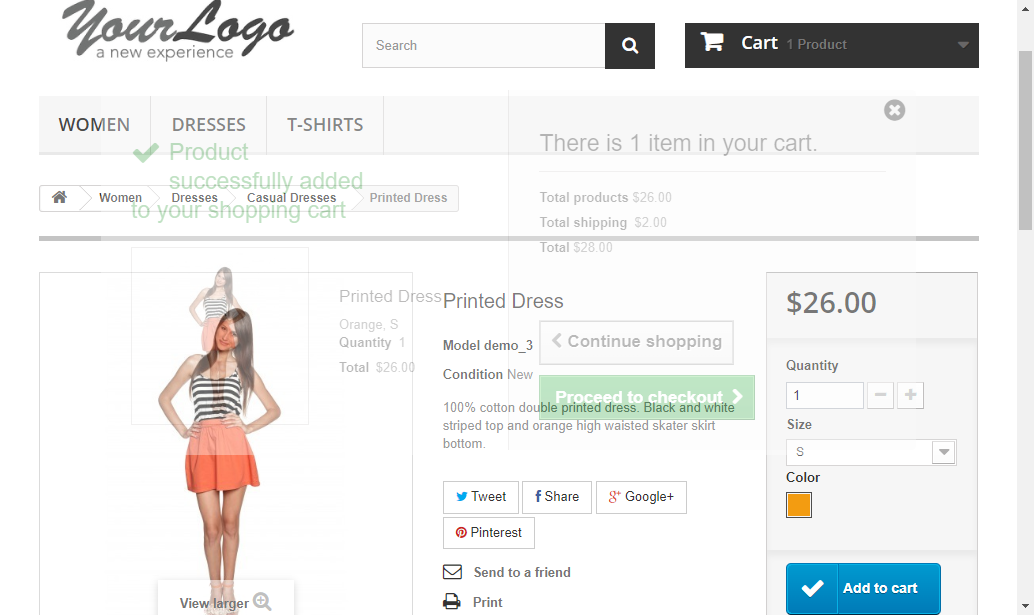 YourLogo
a new experience
Search
Cart 1 Product
WOMEN DRESSES T-SHIRTS
There is 1 item in your cart.
Product
successfully added
to your shopping cart
Women Dresses Casual Dresses Printed Dress
Total products $26.00
Total shipping $2.00
Total $28.00
Printed Dress
Orange, S
Quantity 1
Total $26.00
Printed Dress
Model demo_3
Condition New
Continue shopping
Proceed to checkout
100% cotton double printed dress. Black and white
striped top and orange high waisted skater skirt
bottom.
Tweet Share Google+
Pinterest
Send to a friend
Print
View larger
$26.00
Quantity
1
Size
S
Color
Add to cart